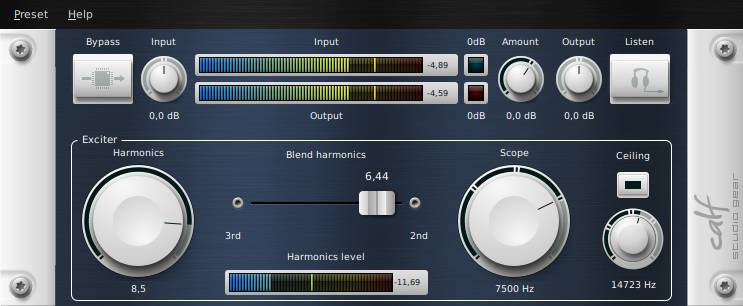 Preset Help
Bypass Input Input 0dB Amount Output Listen
-4,89
-4,59
0,0 dB Output 0dB 0,0 dB 0,0 dB
Exciter
Harmonics Blend harmonics Scope Ceiling
6,44
3rd 2nd
Harmonics level
-11,69
8,5 7500 Hz 14723 Hz
calf
studio gear